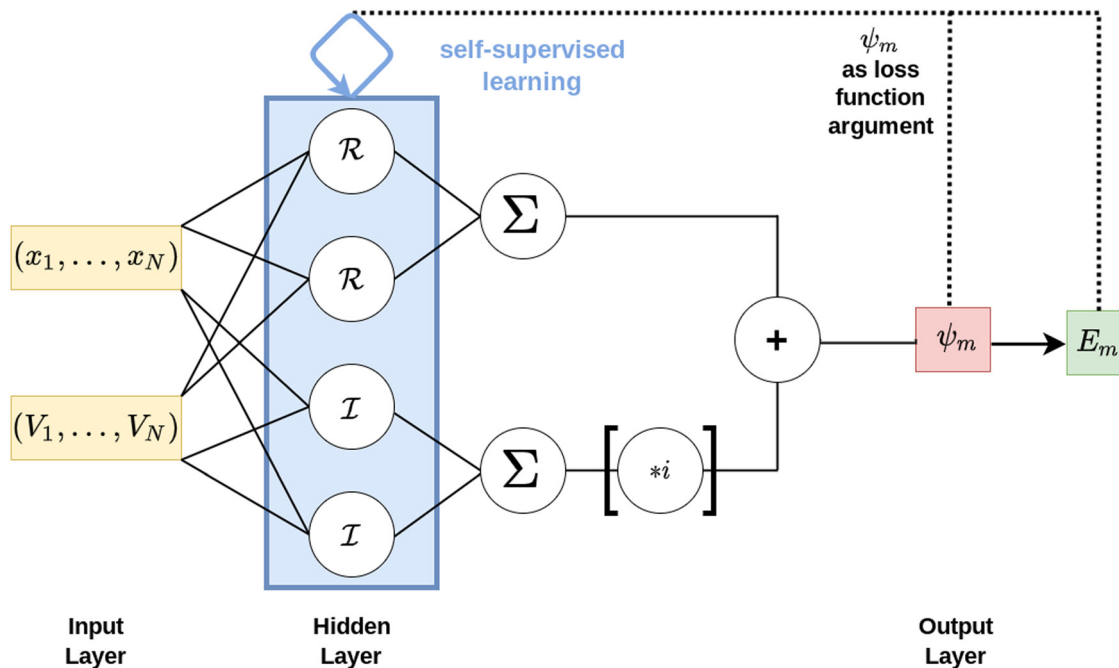 self-supervised
learning
ψ_m
as loss
function
argument
ℛ
(x_1, ..., x_N)
ℛ
(V_1, ..., V_N)
ℐ
ℐ
Σ
Σ
[ *i ]
+
ψ_m
E_m
Input
Layer
Hidden
Layer
Output
Layer